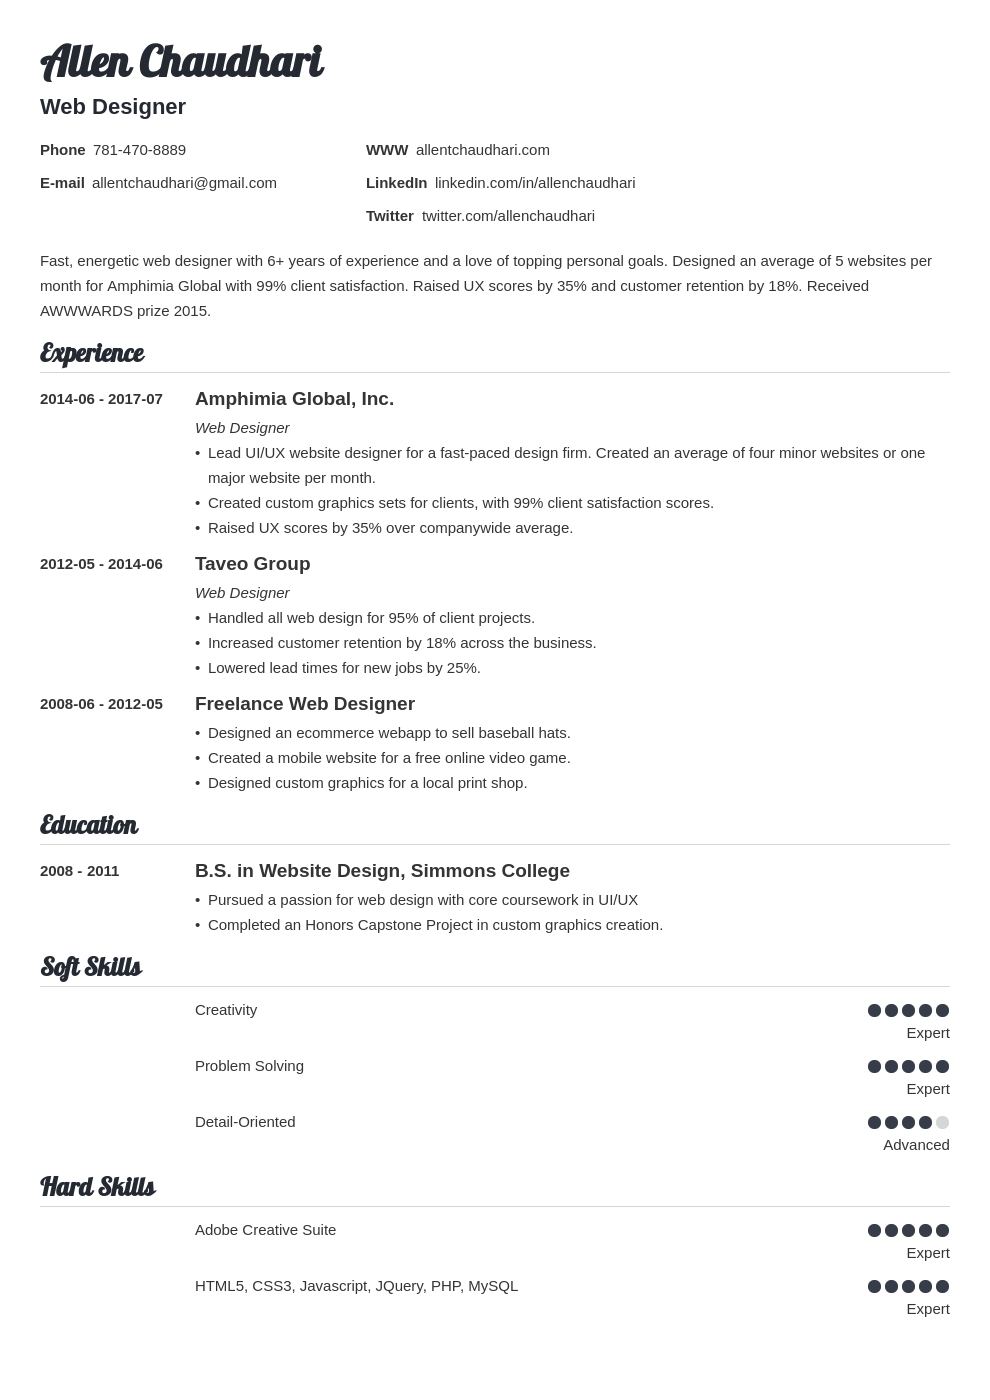 Allen Chaudhari
Web Designer
Phone 781-470-8889
E-mail allentchaudhari@gmail.com
WWW allentchaudhari.com
LinkedIn linkedin.com/in/allenchaudhari
Twitter twitter.com/allenchaudhari
Fast, energetic web designer with 6+ years of experience and a love of topping personal goals. Designed an average of 5 websites per
month for Amphimia Global with 99% client satisfaction. Raised UX scores by 35% and customer retention by 18%. Received
AWWWARDS prize 2015.
Experience
2014-06 - 2017-07
Amphimia Global, Inc.
Web Designer
• Lead UI/UX website designer for a fast-paced design firm. Created an average of four minor websites or one
major website per month.
• Created custom graphics sets for clients, with 99% client satisfaction scores.
• Raised UX scores by 35% over companywide average.
2012-05 - 2014-06
Taveo Group
Web Designer
• Handled all web design for 95% of client projects.
• Increased customer retention by 18% across the business.
• Lowered lead times for new jobs by 25%.
2008-06 - 2012-05
Freelance Web Designer
• Designed an ecommerce webapp to sell baseball hats.
• Created a mobile website for a free online video game.
• Designed custom graphics for a local print shop.
Education
2008 - 2011
B.S. in Website Design, Simmons College
• Pursued a passion for web design with core coursework in UI/UX
• Completed an Honors Capstone Project in custom graphics creation.
Soft Skills
Creativity
Expert
Problem Solving
Expert
Detail-Oriented
Advanced
Hard Skills
Adobe Creative Suite
Expert
HTML5, CSS3, Javascript, JQuery, PHP, MySQL
Expert